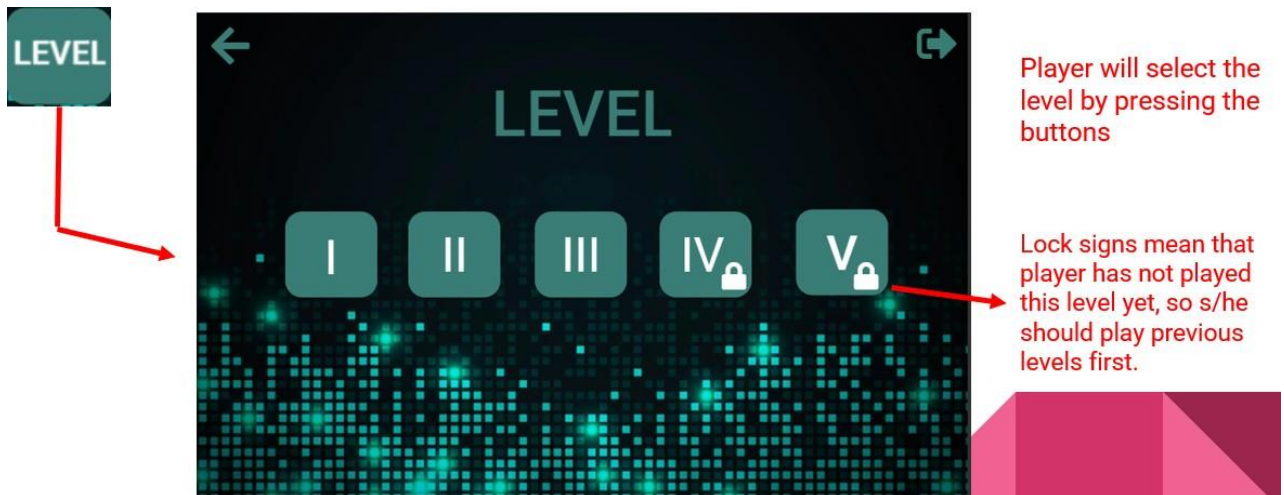 LEVEL
LEVEL
I
II
III
IV
V
Player will select the
level by pressing the
buttons
Lock signs mean that
player has not played
this level yet, so s/he
should play previous
levels first.